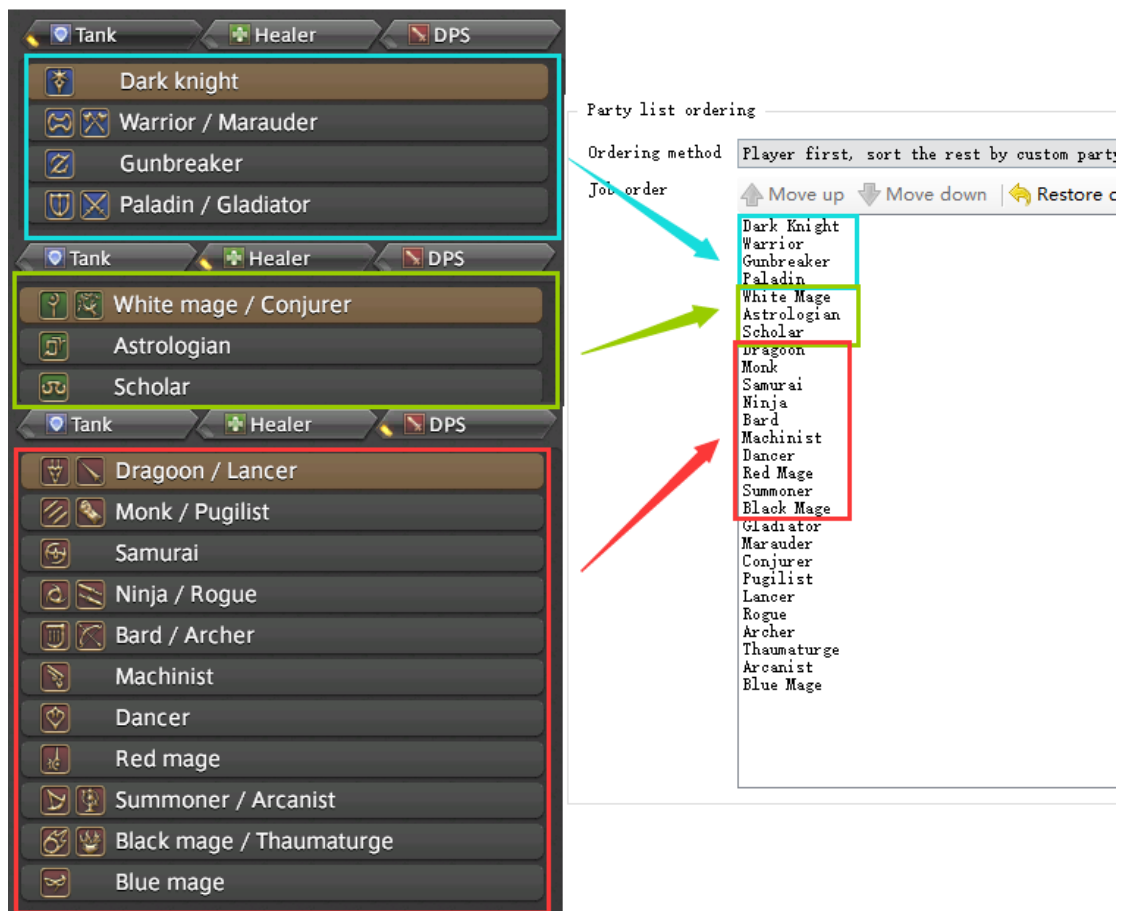 Tank Healer DPS
Dark knight
Warrior / Marauder
Gunbreaker
Paladin / Gladiator
Tank Healer DPS
White mage / Conjurer
Astrologian
Scholar
Tank Healer DPS
Dragoon / Lancer
Monk / Pugilist
Samurai
Ninja / Rogue
Bard / Archer
Machinist
Dancer
Red mage
Summoner / Arcanist
Black mage / Thaumaturge
Blue mage
Party list ordering
Ordering method Player first, sort the rest by custom party
Job order Move up Move down Restore
Dark Knight
Warrior
Gunbreaker
Paladin
White Mage
Astrologian
Scholar
Dragoon
Monk
Samurai
Ninja
Bard
Machinist
Dancer
Red Mage
Summoner
Black Mage
Gladiator
Marauder
Conjurer
Pugilist
Lancer
Rogue
Archer
Thaumaturge
Arcanist
Blue Mage